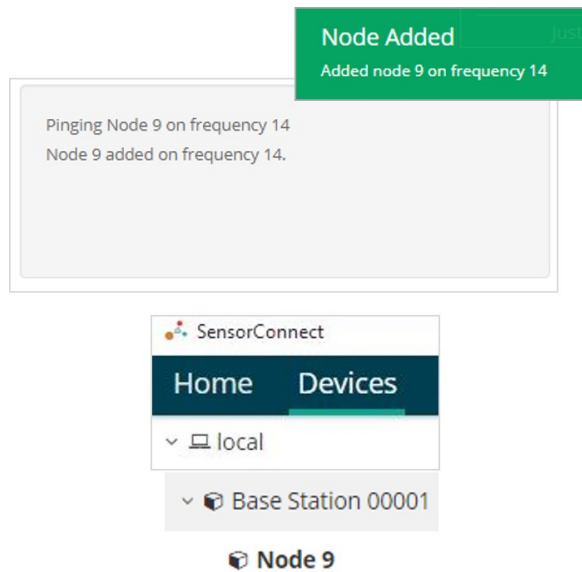 Node Added
Added node 9 on frequency 14
Pinging Node 9 on frequency 14
Node 9 added on frequency 14.
SensorConnect
Home Devices
local
Base Station 00001
Node 9